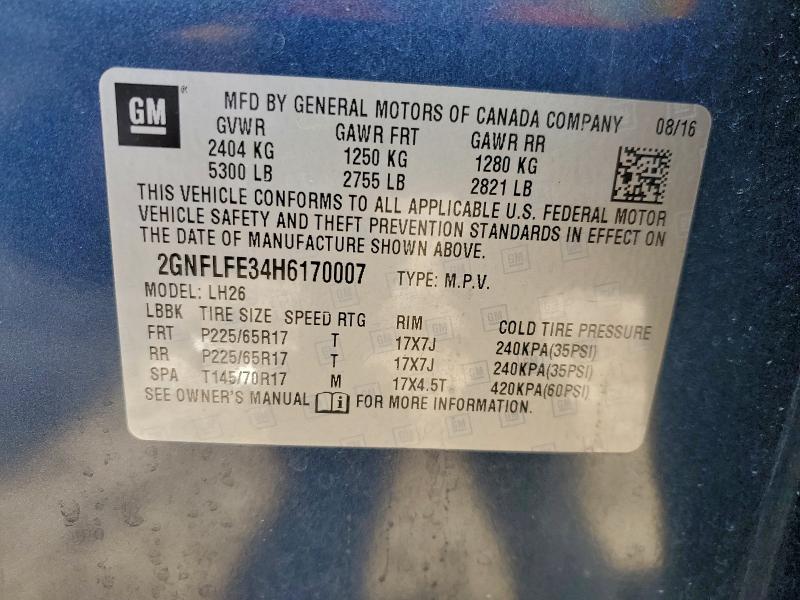 GM ® MFD BY GENERAL MOTORS OF CANADA COMPANY 08/16
GVWR GAWR FRT GAWR RR
2404 KG 1250 KG 1280 KG
5300 LB 2755 LB 2821 LB
THIS VEHICLE CONFORMS TO ALL APPLICABLE U.S. FEDERAL MOTOR
VEHICLE SAFETY AND THEFT PREVENTION STANDARDS IN EFFECT ON
THE DATE OF MANUFACTURE SHOWN ABOVE.
2GNFLFE34H6170007 TYPE: M.P.V.
MODEL: LH26
LBBK TIRE SIZE SPEED RTG RIM COLD TIRE PRESSURE
FRT P225/65R17 T 17X7J 240KPA(35PSI)
RR P225/65R17 T 17X7J 240KPA(35PSI)
SPA T145/70R17 M 17X4.5T 420KPA(60PSI)
SEE OWNER'S MANUAL i FOR MORE INFORMATION.